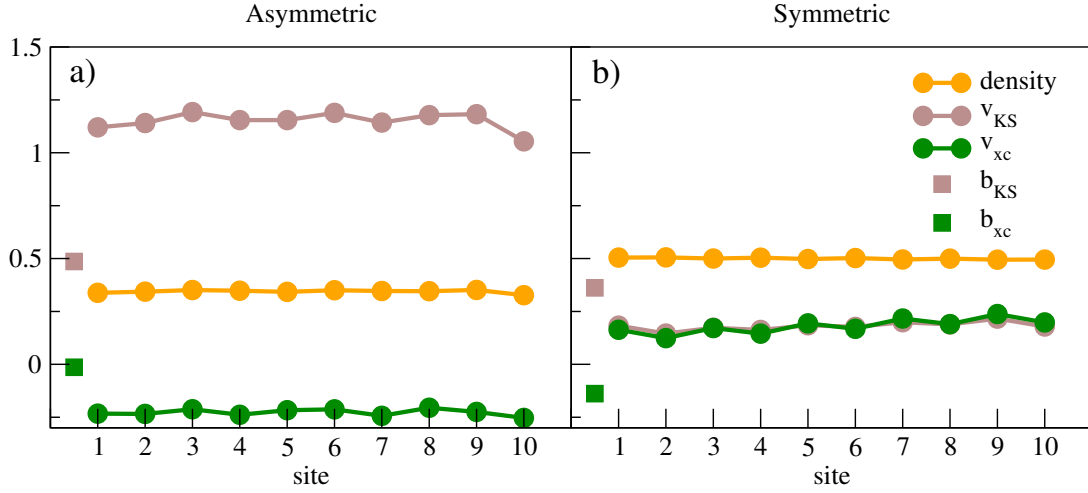 Asymmetric Symmetric
1.5
1
0.5
0
a)
b)
density
v_KS
v_xc
b_KS
b_xc
1 2 3 4 5 6 7 8 9 10
1 2 3 4 5 6 7 8 9 10
site site